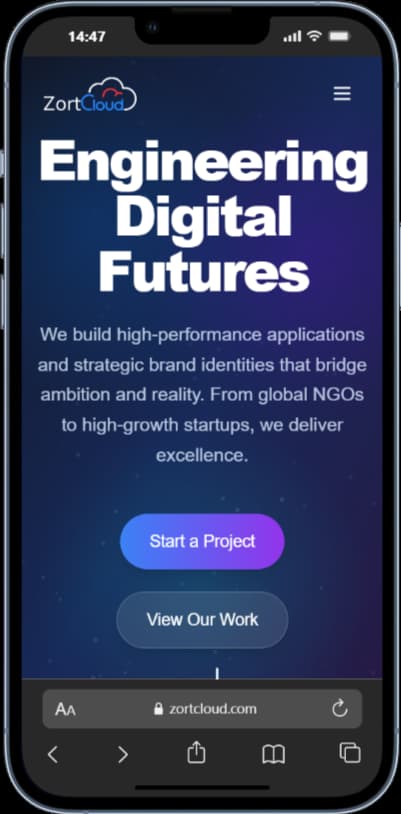 14:47
ZortCloud
Engineering
Digital
Futures
We build high-performance applications
and strategic brand identities that bridge
ambition and reality. From global NGOs
to high-growth startups, we deliver
excellence.
Start a Project
View Our Work
AA
zortcloud.com